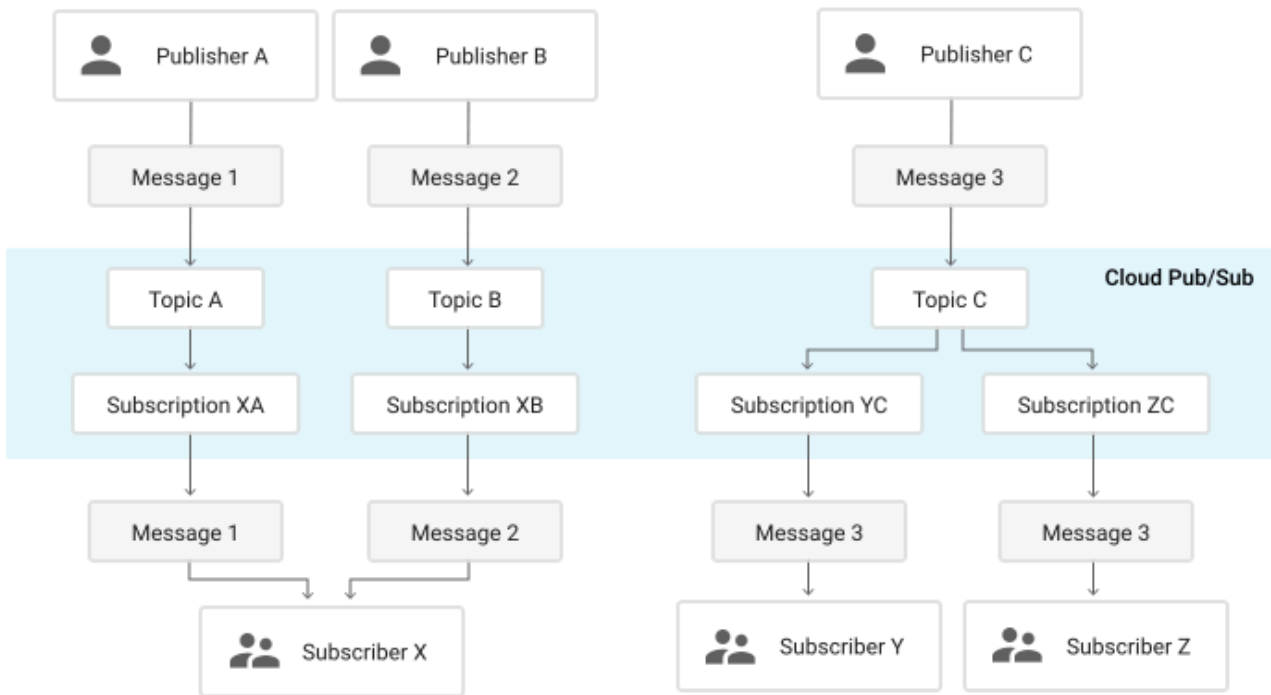 Publisher A
Publisher B
Publisher C
Message 1
Message 2
Message 3
Cloud Pub/Sub
Topic A
Topic B
Topic C
Subscription XA
Subscription XB
Subscription YC
Subscription ZC
Message 1
Message 2
Message 3
Message 3
Subscriber X
Subscriber Y
Subscriber Z